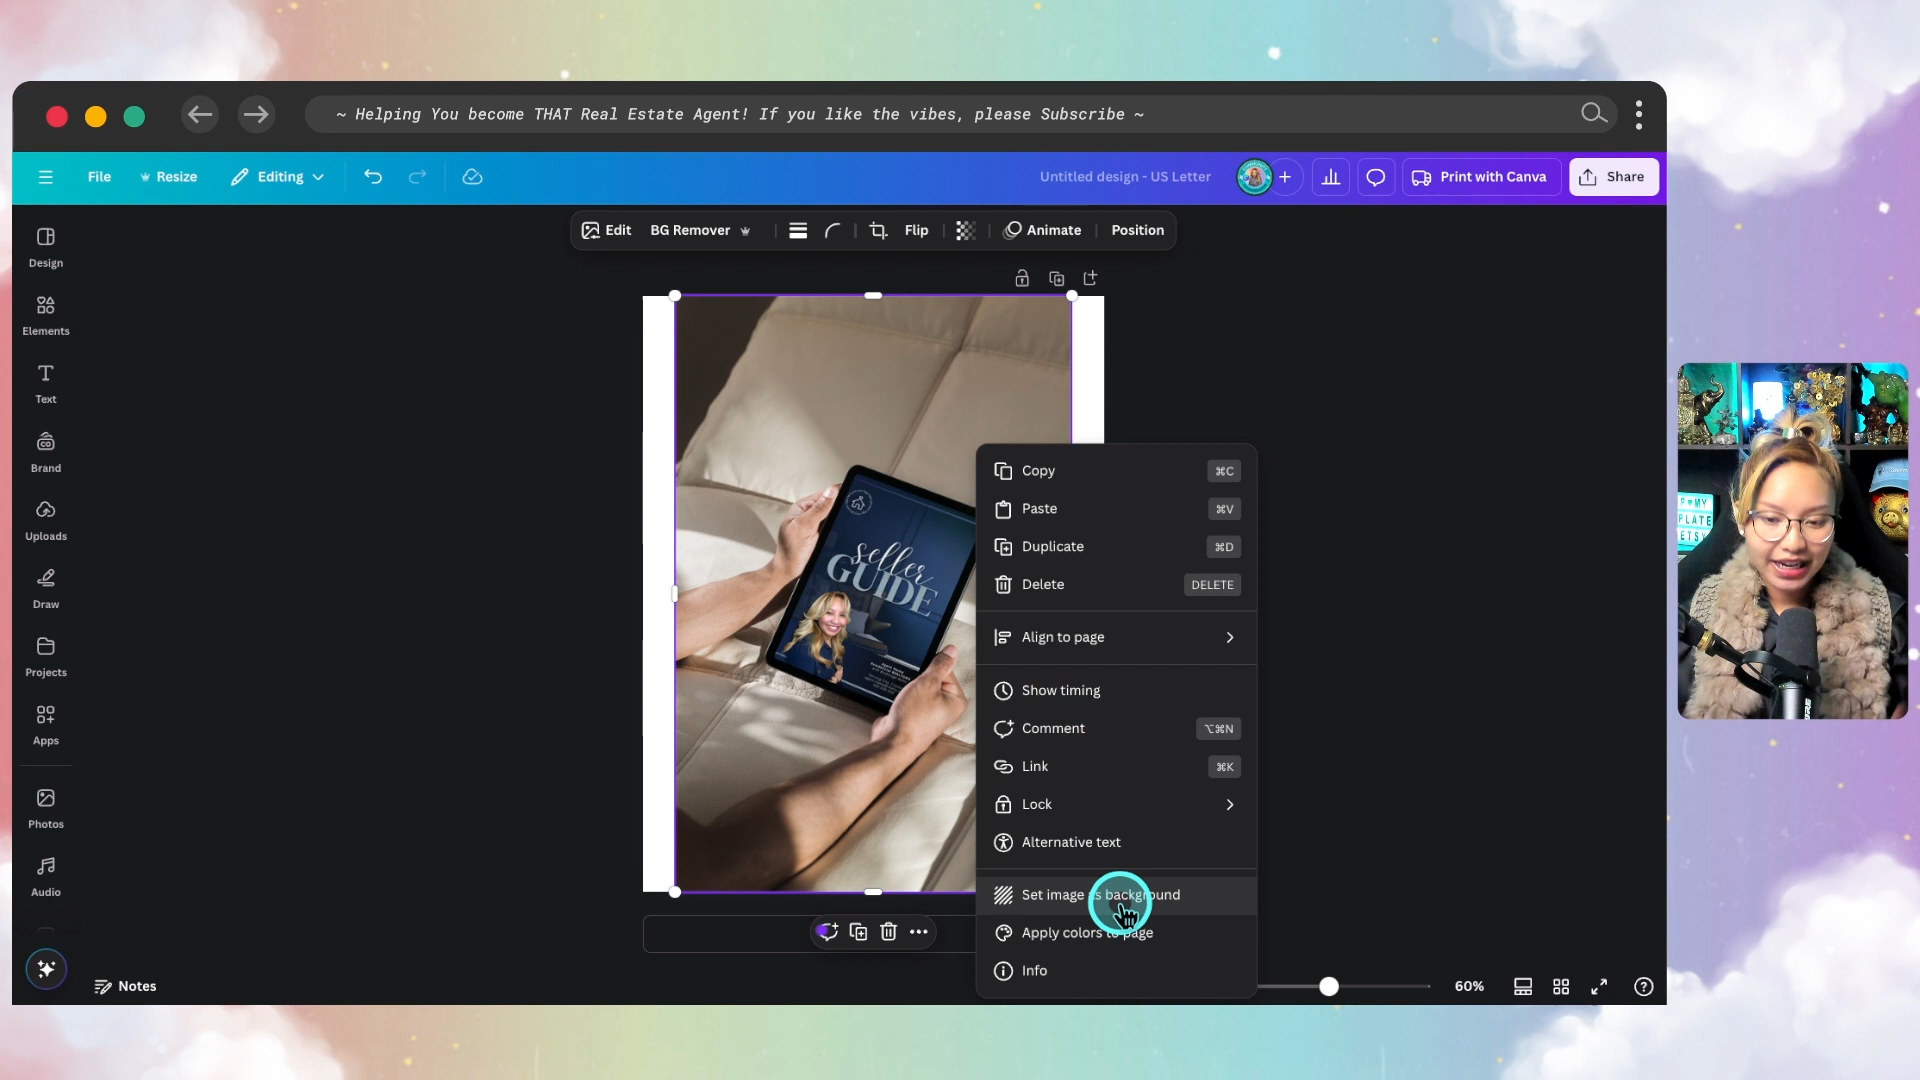 ~ Helping You become THAT Real Estate Agent! If you like the vibes, please Subscribe ~
File
Resize
Editing
Untitled design - US Letter
Print with Canva
Share
Edit
BG Remover
Flip
Animate
Position
Design
Elements
Text
Brand
Uploads
Draw
Projects
Apps
Photos
Audio
Notes
seller
GUIDE
Copy ⌘C
Paste ⌘V
Duplicate ⌘D
Delete DELETE
Align to page
Show timing
Comment ⌥⌘N
Link ⌘K
Lock
Alternative text
Set image as background
Apply colors to page
Info
60%